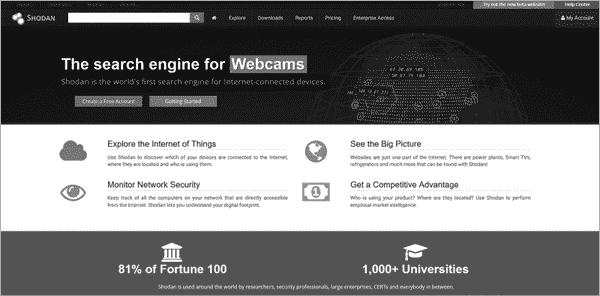 Try out the new beta website!
Help Center
SHODAN
Explore
Downloads
Reports
Pricing
Enterprise Access
My Account
The search engine for Webcams
Shodan is the world's first search engine for Internet-connected devices.
Create a Free Account
Getting Started
Explore the Internet of Things
Use Shodan to discover which of your devices are connected to the Internet,
where they are located and who is using them.
See the Big Picture
Websites are just one part of the Internet. There are power plants, Smart TVs,
refrigerators and much more that can be found with Shodan!
Monitor Network Security
Keep track of all the computers on your network that are directly accessible
from the Internet. Shodan lets you understand your digital footprint.
Get a Competitive Advantage
Who is using your product? Where are they located? Use Shodan to perform
empirical market intelligence.
81% of Fortune 100
1,000+ Universities
Shodan is used around the world by researchers, security professionals, large enterprises, CERTs and everybody in between.